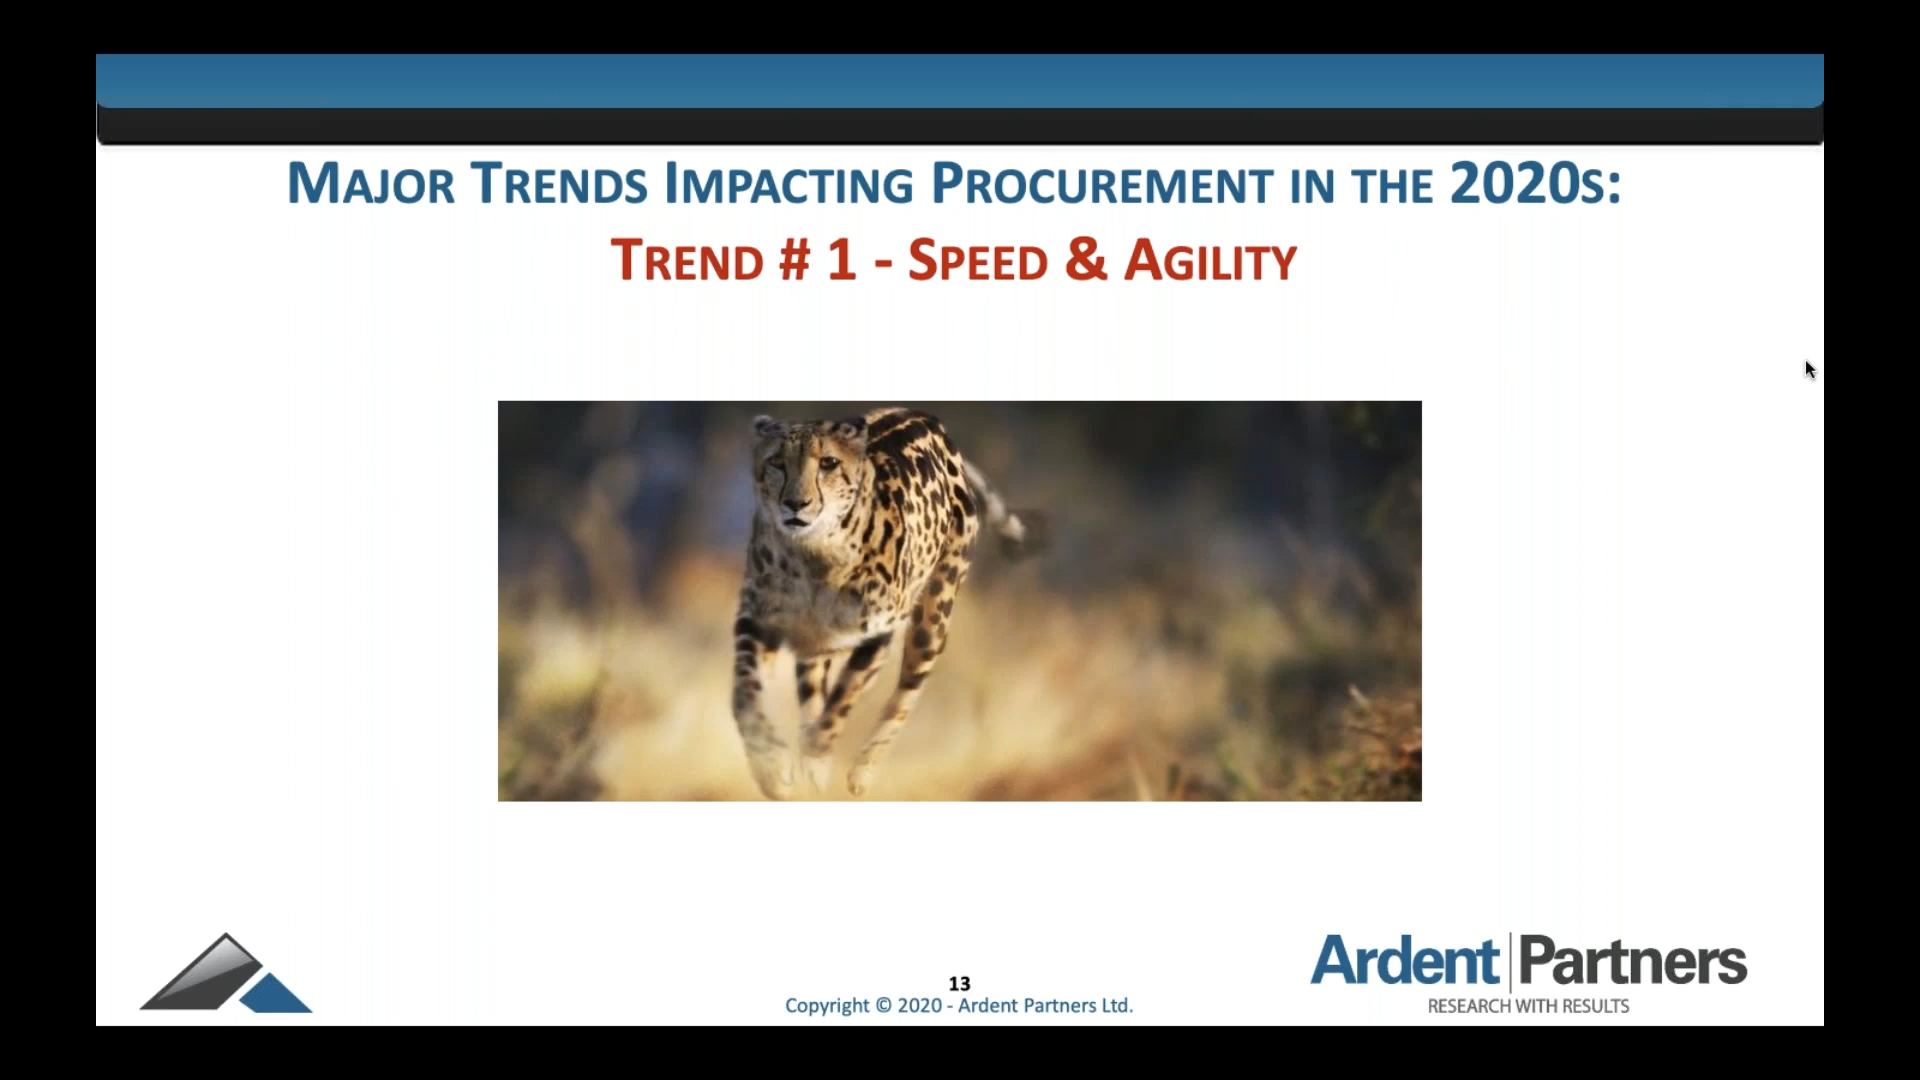 Major Trends Impacting Procurement in the 2020s:
Trend # 1 - Speed & Agility
13
Copyright © 2020 - Ardent Partners Ltd.
Ardent Partners
RESEARCH WITH RESULTS